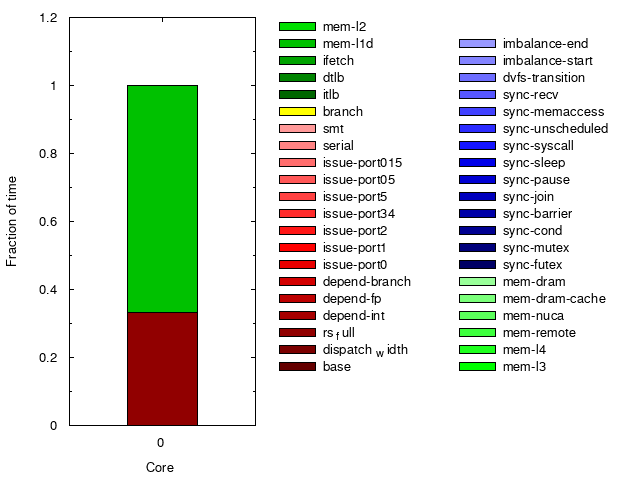 1.2
1
0.8
0.6
0.4
0.2
0
Fraction of time
0
Core
mem-l2
mem-l1d
ifetch
dtlb
itlb
branch
smt
serial
issue-port015
issue-port05
issue-port5
issue-port34
issue-port2
issue-port1
issue-port0
depend-branch
depend-fp
depend-int
rsfull
dispatchwidth
base
imbalance-end
imbalance-start
dvfs-transition
sync-recv
sync-memaccess
sync-unscheduled
sync-syscall
sync-sleep
sync-pause
sync-join
sync-barrier
sync-cond
sync-mutex
sync-futex
mem-dram
mem-dram-cache
mem-nuca
mem-remote
mem-l4
mem-l3